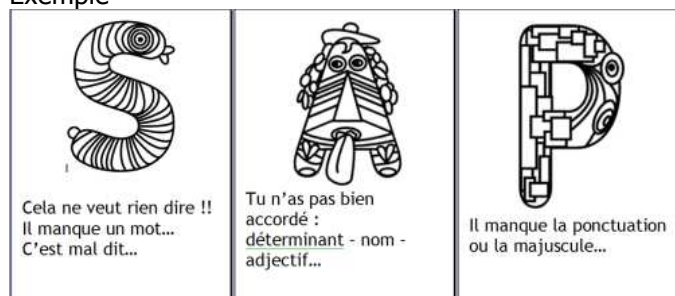 Exemple
S
Cela ne veut rien dire !!
Il manque un mot...
C'est mal dit...
A
Tu n'as pas bien
accordé :
déterminant - nom -
adjectif...
P
Il manque la ponctuation
ou la majuscule...